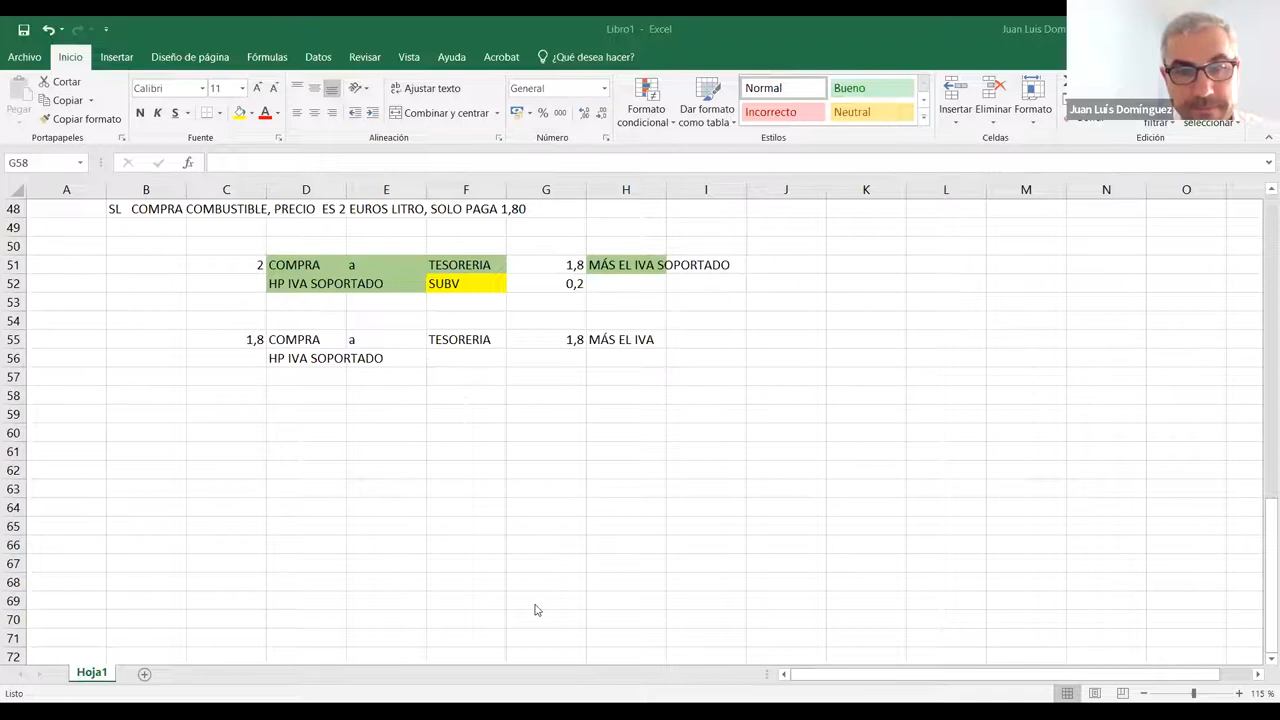 Libro1 - Excel
Juan Luis Dom
Archivo Inicio Insertar Diseño de página Fórmulas Datos Revisar Vista Ayuda Acrobat ¿Qué desea hacer?
Pegar
Cortar
Copiar
Copiar formato
Portapapeles
Calibri 11
N S
Fuente
Ajustar texto
Combinar y centrar
Alineación
General
% 000
Número
Formato condicional
Dar formato como tabla
Normal Bueno
Incorrecto Neutral
Estilos
Insertar Eliminar Formato
Celdas
filtrar seleccionar
Edición
Juan Luís Domínguez
G58 fx
A B C D E F G H I J K L M N O
48 SL COMPRA COMBUSTIBLE, PRECIO ES 2 EUROS LITRO, SOLO PAGA 1,80
49
50
51 2 COMPRA a TESORERIA 1,8 MÁS EL IVA SOPORTADO
52 HP IVA SOPORTADO SUBV 0,2
53
54
55 1,8 COMPRA a TESORERIA 1,8 MÁS EL IVA
56 HP IVA SOPORTADO
57
58
59
60
61
62
63
64
65
66
67
68
69
70
71
72
Hoja1
Listo
115 %